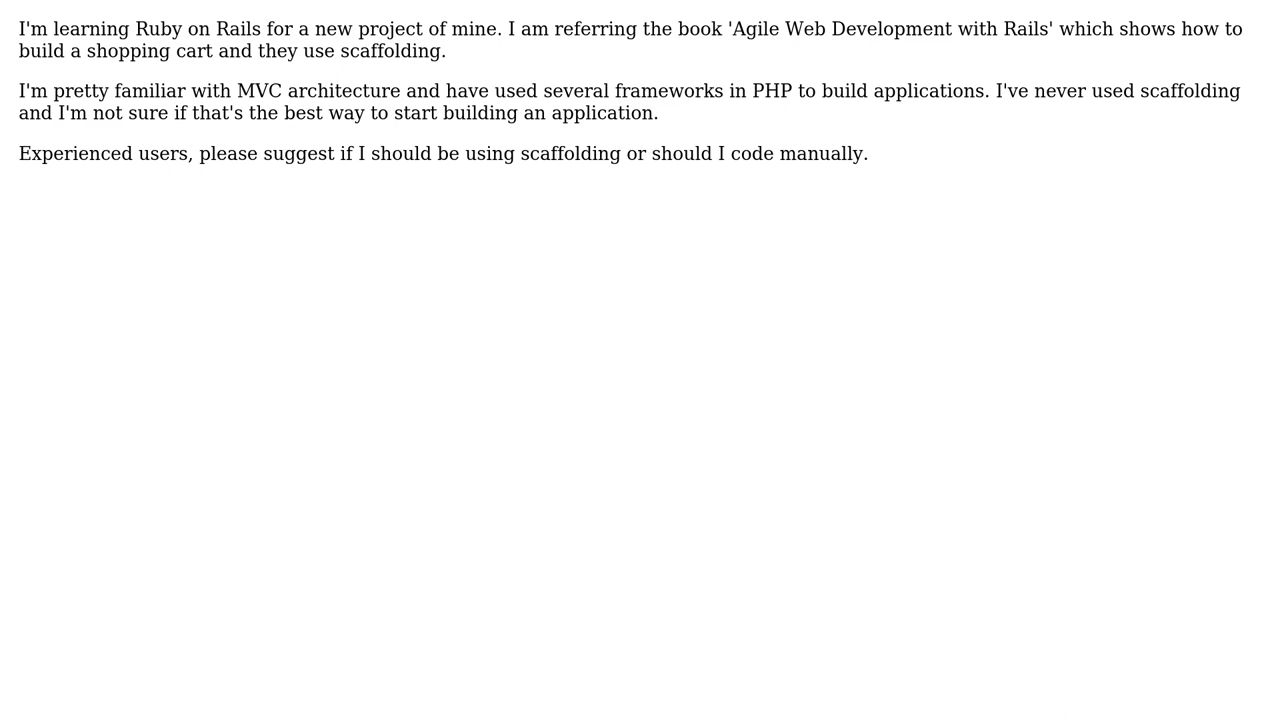 I'm learning Ruby on Rails for a new project of mine. I am referring the book 'Agile Web Development with Rails' which shows how to
build a shopping cart and they use scaffolding.
I'm pretty familiar with MVC architecture and have used several frameworks in PHP to build applications. I've never used scaffolding
and I'm not sure if that's the best way to start building an application.
Experienced users, please suggest if I should be using scaffolding or should I code manually.